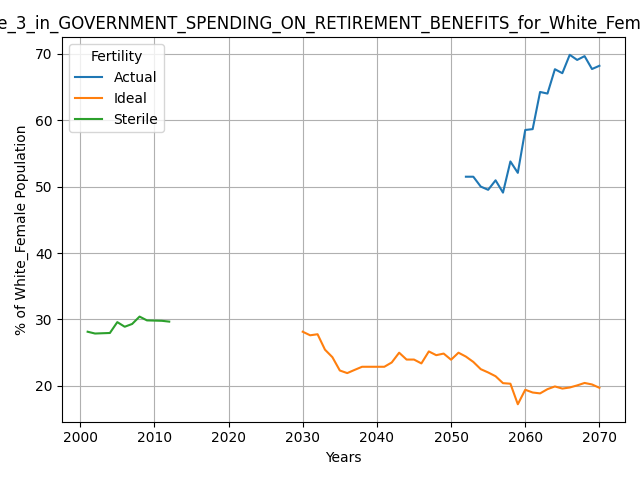 e_3_in_GOVERNMENT_SPENDING_ON_RETIREMENT_BENEFITS_for_White_Fem
Fertility
Actual
Ideal
Sterile
% of White_Female Population
70
60
50
40
30
20
2000
2010
2020
2030
2040
2050
2060
2070
Years